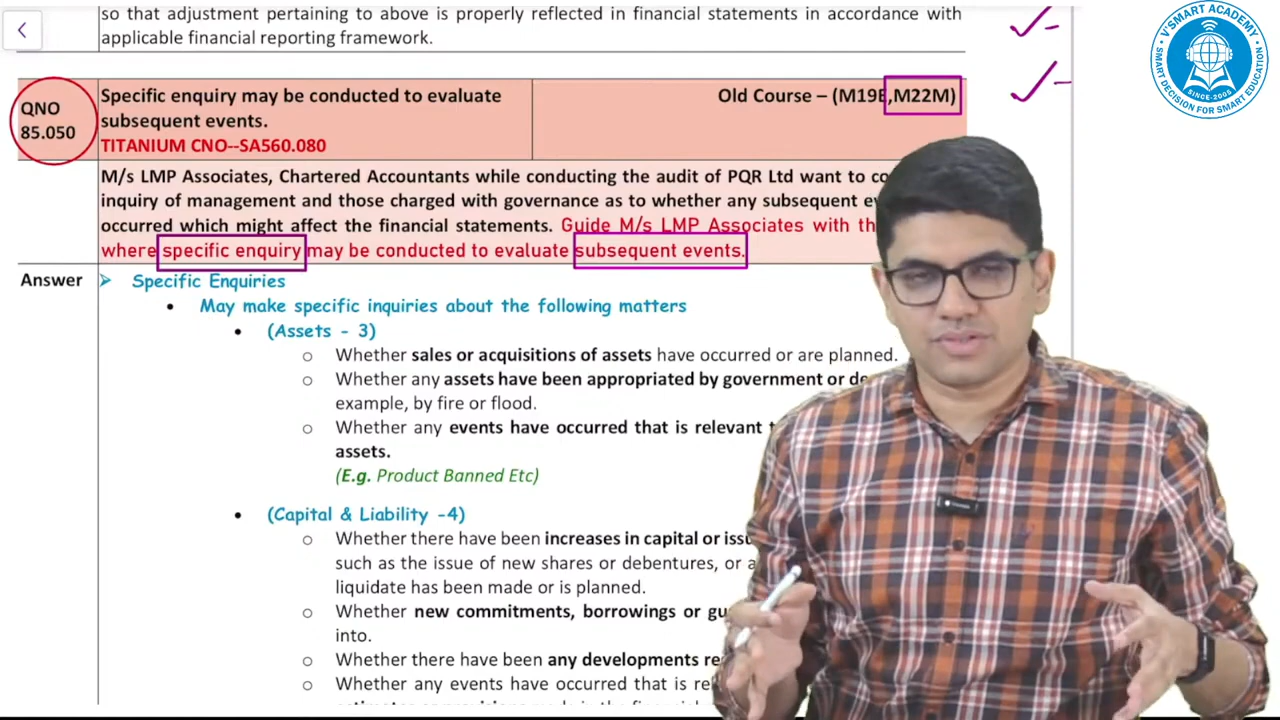 so that adjustment pertaining to above is properly reflected in financial statements in accordance with
applicable financial reporting framework.
QNO
85.050
Specific enquiry may be conducted to evaluate
subsequent events.
TITANIUM CNO--SA560.080
Old Course – (M19E,M22M)
M/s LMP Associates, Chartered Accountants while conducting the audit of PQR Ltd want to
inquiry of management and those charged with governance as to whether any subsequent
occurred which might affect the financial statements. Guide M/s LMP Associates with
where specific enquiry may be conducted to evaluate subsequent events.
Answer
➢ Specific Enquiries
• May make specific inquiries about the following matters
• (Assets - 3)
o Whether sales or acquisitions of assets have occurred or are planned.
o Whether any assets have been appropriated by government or
example, by fire or flood.
o Whether any events have occurred that is relevant
assets.
(E.g. Product Banned Etc)
• (Capital & Liability -4)
o Whether there have been increases in capital or
such as the issue of new shares or debentures, or
liquidate has been made or is planned.
o Whether new commitments, borrowings or
into.
o Whether there have been any developments
o Whether any events have occurred that is
V'SMART ACADEMY
SINCE-2005
SMART DECISION FOR SMART EDUCATION